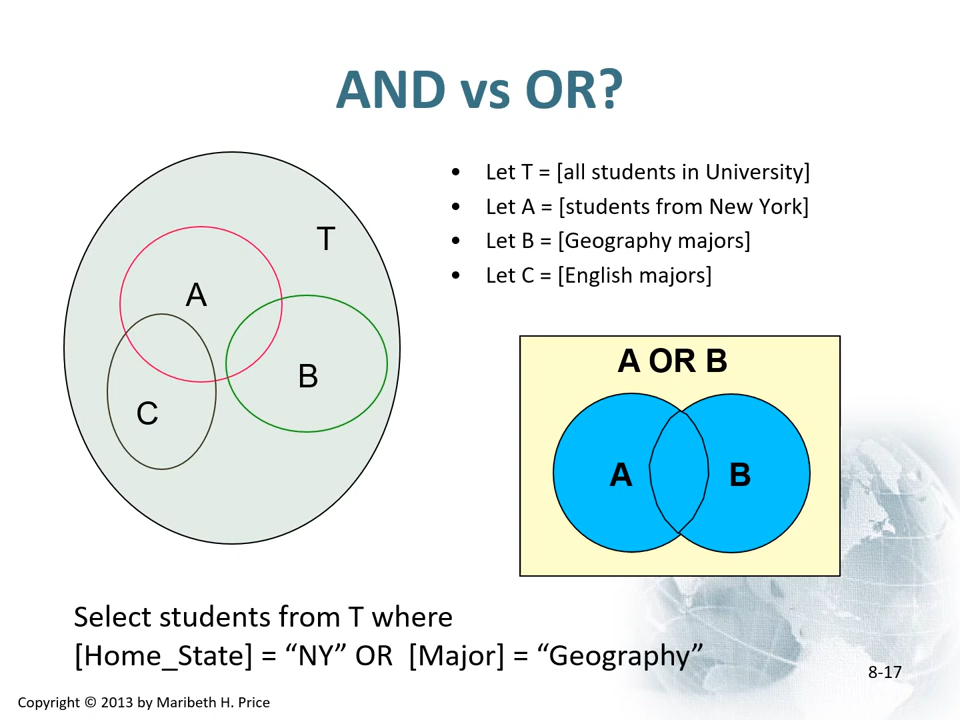 AND vs OR?
T
A
B
C
• Let T = [all students in University]
• Let A = [students from New York]
• Let B = [Geography majors]
• Let C = [English majors]
A OR B
A B
Select students from T where
[Home_State] = “NY” OR [Major] = “Geography”
8-17
Copyright © 2013 by Maribeth H. Price